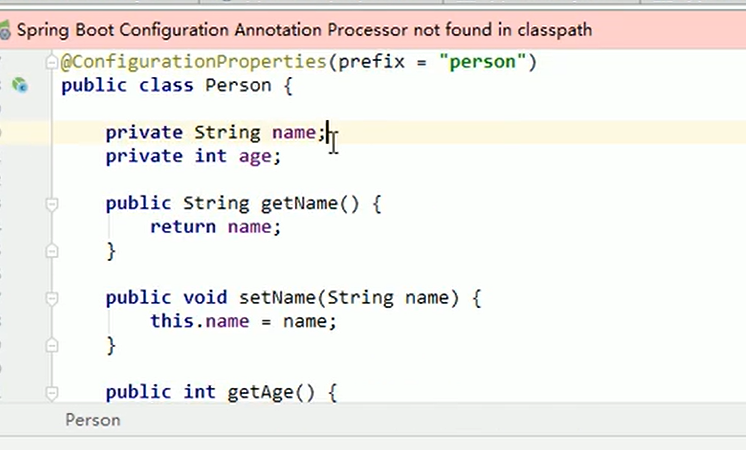 Spring Boot Configuration Annotation Processor not found in classpath
@ConfigurationProperties(prefix = "person")
public class Person {
private String name;
private int age;
public String getName() {
return name;
}
public void setName(String name) {
this.name = name;
}
public int getAge() {
Person